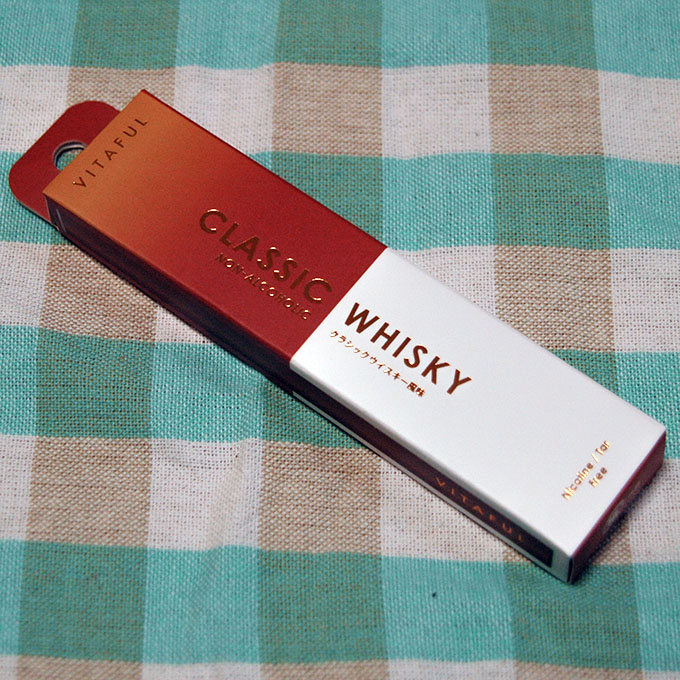 VITAFUL
CLASSIC
NON-ALCOHOLIC
WHISKY
クラシックウイスキー風味
Nicotine / Tar
free
VITAFUL